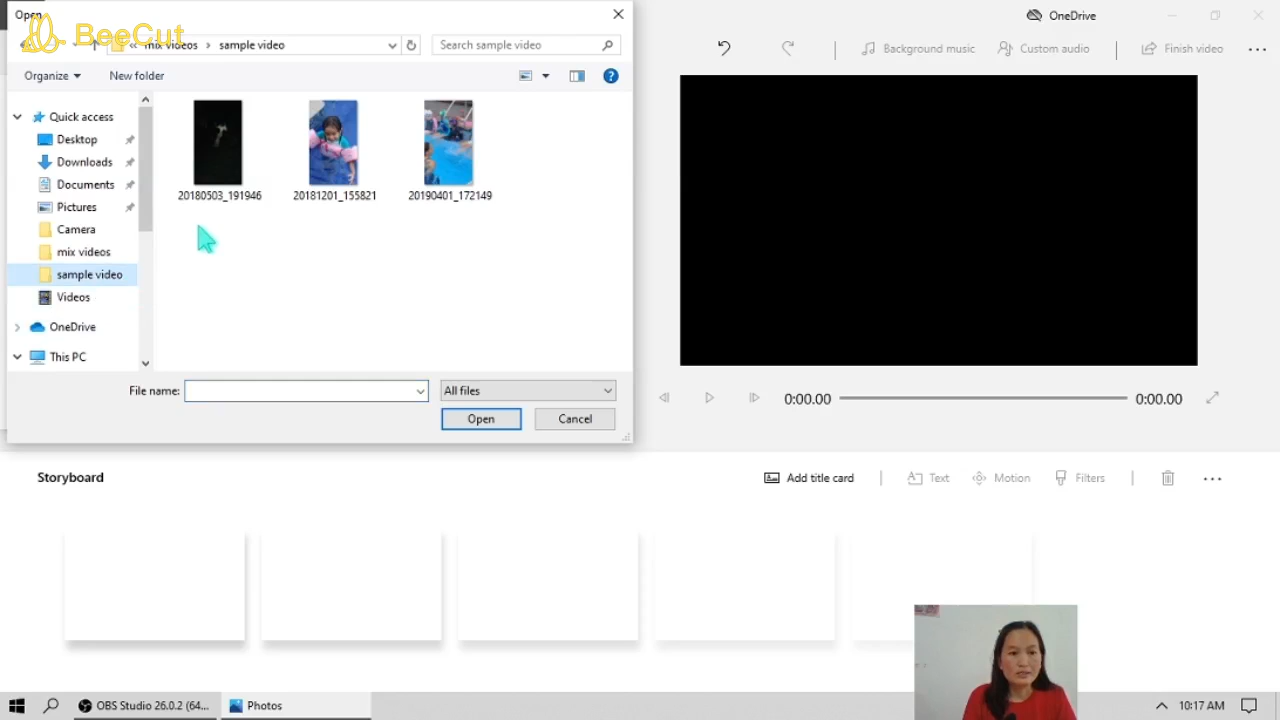 Open
BeeCut
OneDrive
« mix videos › sample video
Search sample video
Background music
Custom audio
Finish video
Organize
New folder
Quick access
Desktop
Downloads
Documents
Pictures
Camera
mix videos
sample video
Videos
OneDrive
This PC
20180503_191946
20181201_155821
20190401_172149
File name:
All files
Open
Cancel
0:00.00
0:00.00
Storyboard
Add title card
Text
Motion
Filters
OBS Studio 26.0.2 (64...
Photos
10:17 AM